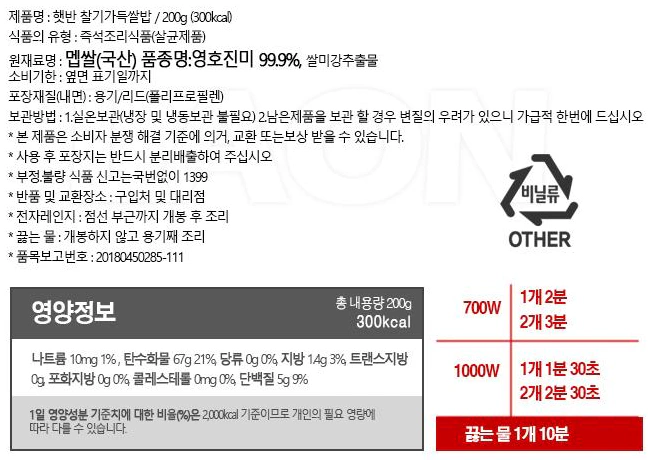 제품명 : 햇반 찰기가득쌀밥 / 200g (300kcal)
식품의 유형 : 즉석조리식품(살균제품)
원재료명 : 멥쌀(국산) 품종명:영호진미 99.9%, 쌀미강추출물
소비기한 : 옆면 표기일까지
포장재질(내면) : 용기/리드(폴리프로필렌)
보관방법 : 1.실온보관(냉장 및 냉동보관 불필요) 2.남은제품을 보관 할 경우 변질의 우려가 있으니 가급적 한번에 드십시오
* 본 제품은 소비자 분쟁 해결 기준에 의거, 교환 또는보상 받을 수 있습니다.
* 사용 후 포장지는 반드시 분리배출하여 주십시오
* 부정.불량 식품 신고는국번없이 1399
* 반품 및 교환장소 : 구입처 및 대리점
* 전자레인지 : 점선 부근까지 개봉 후 조리
* 끓는 물 : 개봉하지 않고 용기째 조리
* 품목보고번호 : 20180450285-111
비닐류
OTHER
영양정보
총 내용량 200g
300kcal
나트륨 10mg 1% , 탄수화물 67g 21%, 당류 0g 0%, 지방 1.4g 3%, 트랜스지방
0g, 포화지방 0g 0%, 콜레스테롤 0mg 0%, 단백질 5g 9%
1일 영양성분 기준치에 대한 비율(%)은 2,000kcal 기준이므로 개인의 필요 열량에
따라 다를 수 있습니다.
700W
1개 2분
2개 3분
1000W
1개 1분 30초
2개 2분 30초
끓는 물 1개 10분